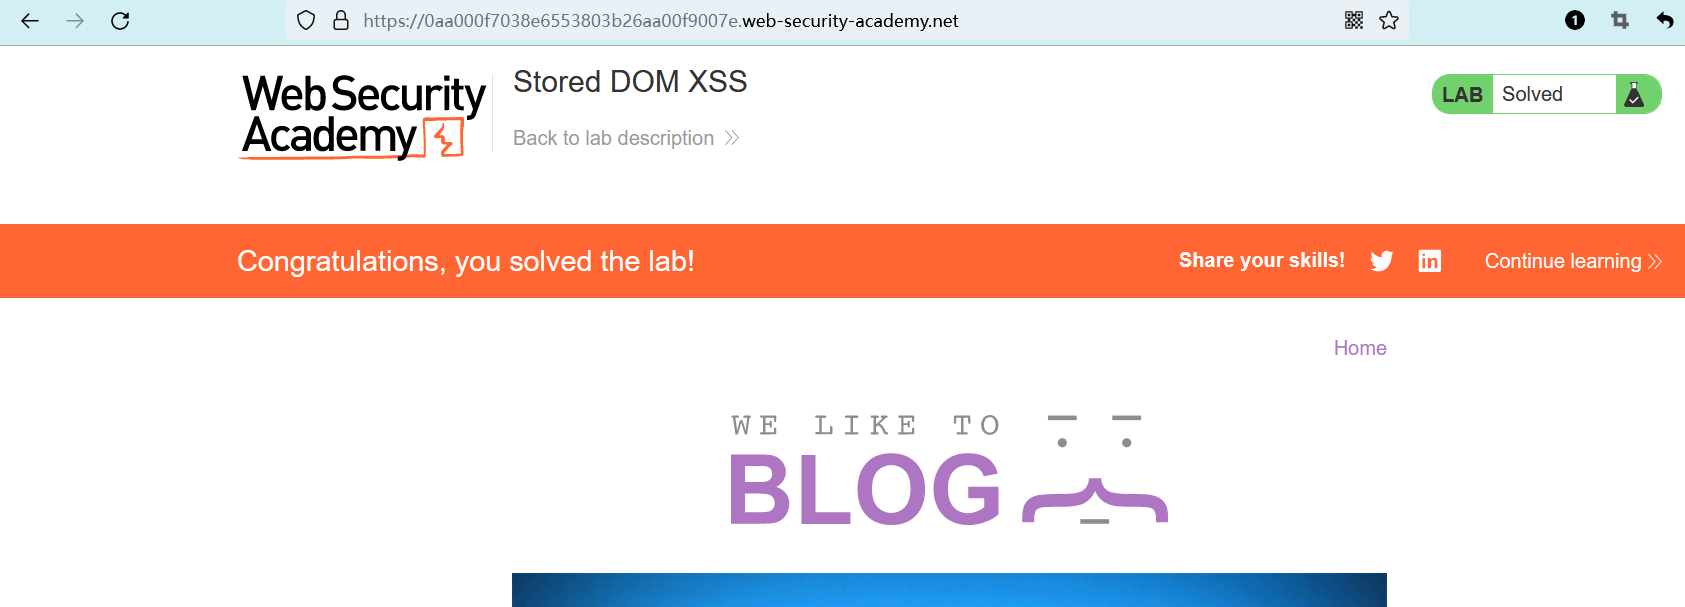 https://0aa000f7038e6553803b26aa00f9007e.web-security-academy.net
1
Web Security
Academy
Stored DOM XSS
Back to lab description
LAB Solved
Congratulations, you solved the lab!
Share your skills!
in
Continue learning
Home
WE LIKE TO
BLOG